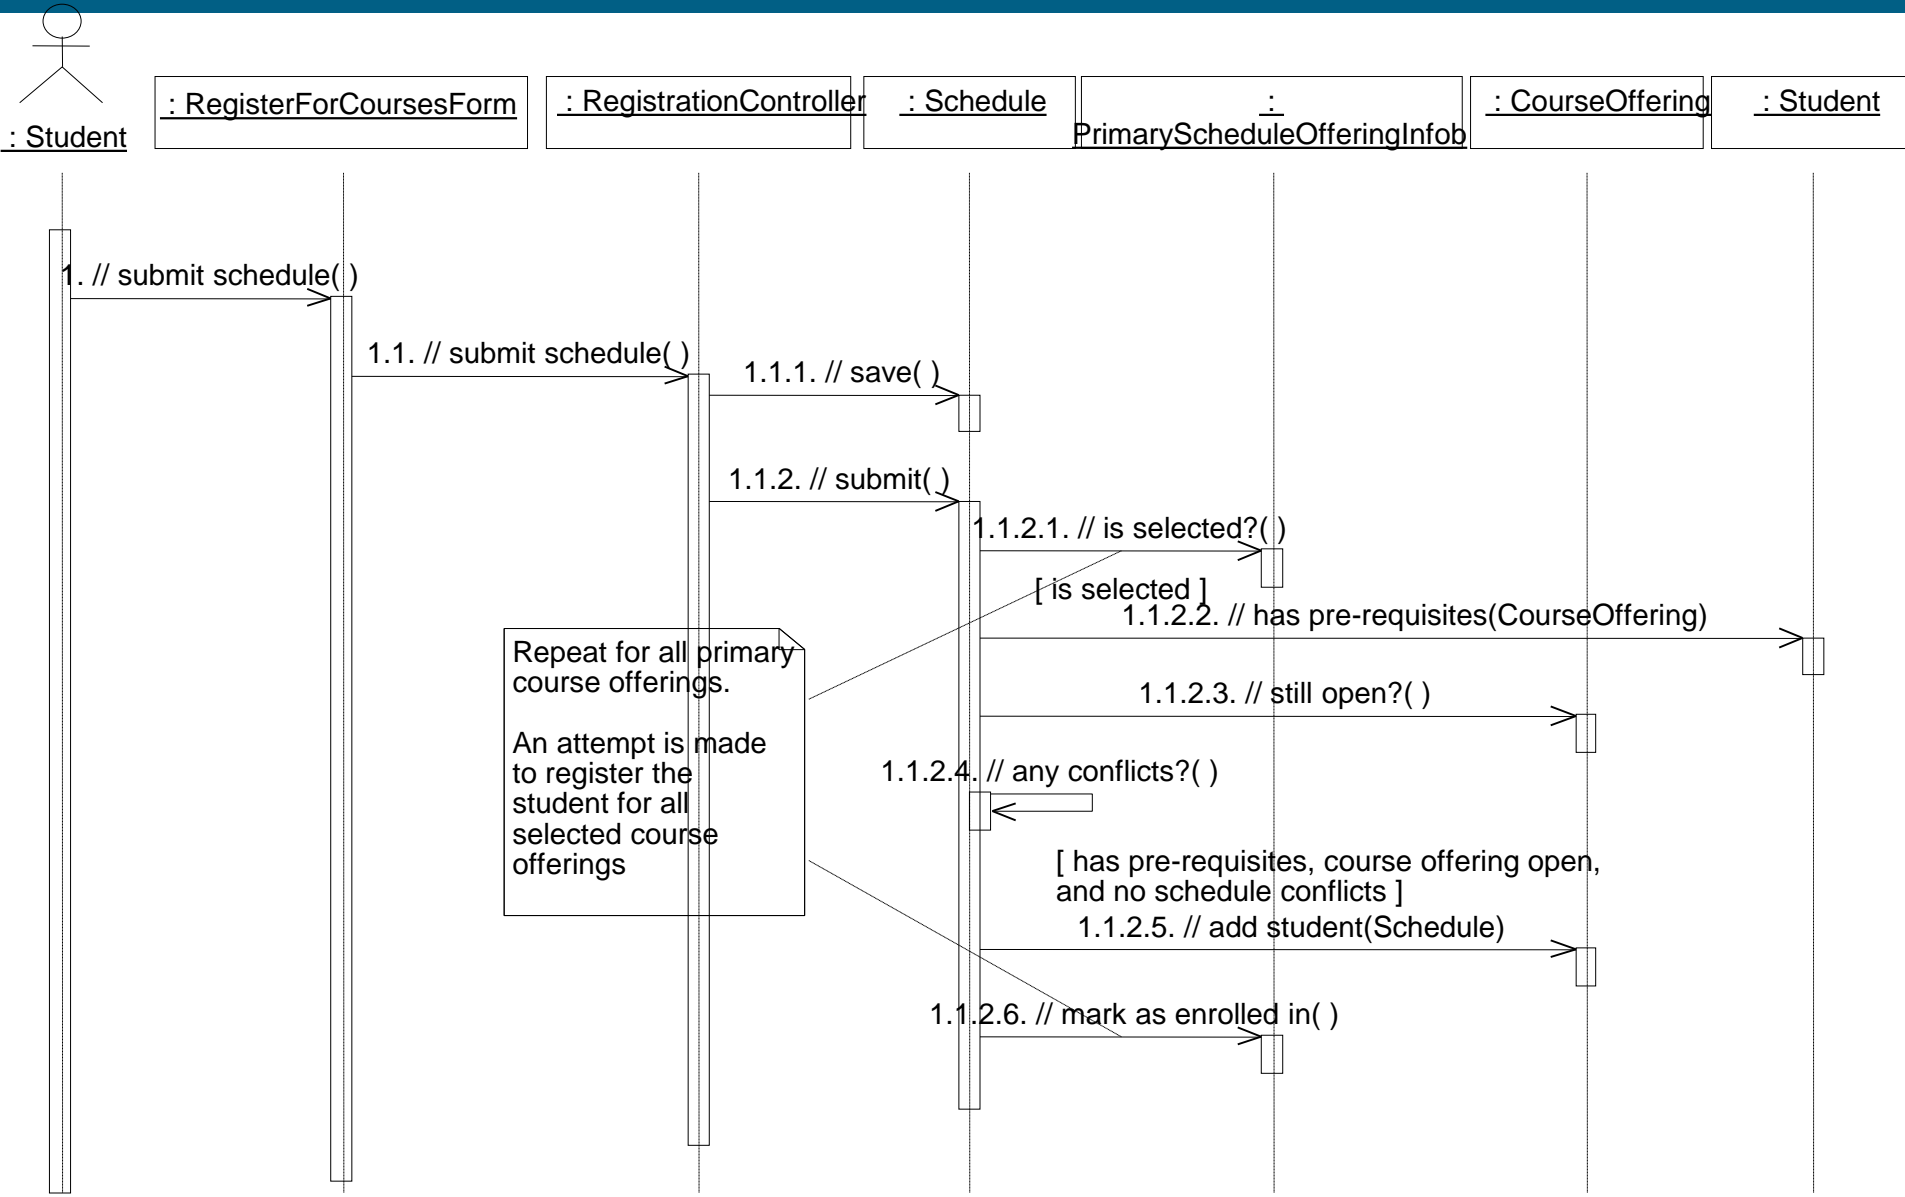 : Student
: RegisterForCoursesForm
: RegistrationController
: Schedule
:
PrimaryScheduleOfferingInfob
: CourseOffering
: Student
1. // submit schedule( )
1.1. // submit schedule( )
1.1.1. // save( )
1.1.2. // submit( )
1.1.2.1. // is selected?( )
[ is selected ]
1.1.2.2. // has pre-requisites(CourseOffering)
Repeat for all primary
course offerings.
An attempt is made
to register the
student for all
selected course
offerings
1.1.2.3. // still open?( )
1.1.2.4. // any conflicts?( )
[ has pre-requisites, course offering open,
and no schedule conflicts ]
1.1.2.5. // add student(Schedule)
1.1.2.6. // mark as enrolled in( )